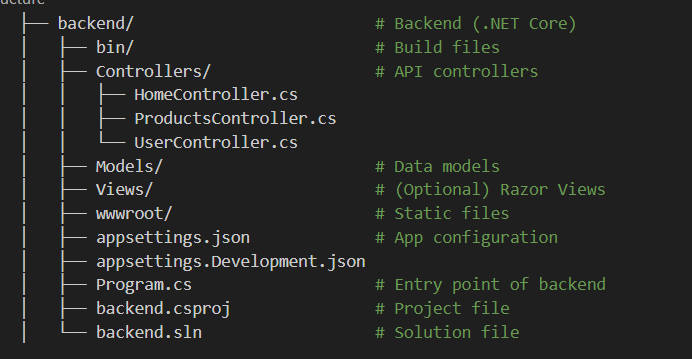 ucture
├── backend/                         # Backend (.NET Core)
│   ├── bin/                         # Build files
│   ├── Controllers/                 # API controllers
│   │   ├── HomeController.cs
│   │   ├── ProductsController.cs
│   │   └── UserController.cs
│   ├── Models/                      # Data models
│   ├── Views/                       # (Optional) Razor Views
│   ├── wwwroot/                     # Static files
│   ├── appsettings.json             # App configuration
│   ├── appsettings.Development.json
│   ├── Program.cs                   # Entry point of backend
│   ├── backend.csproj               # Project file
│   └── backend.sln                  # Solution file